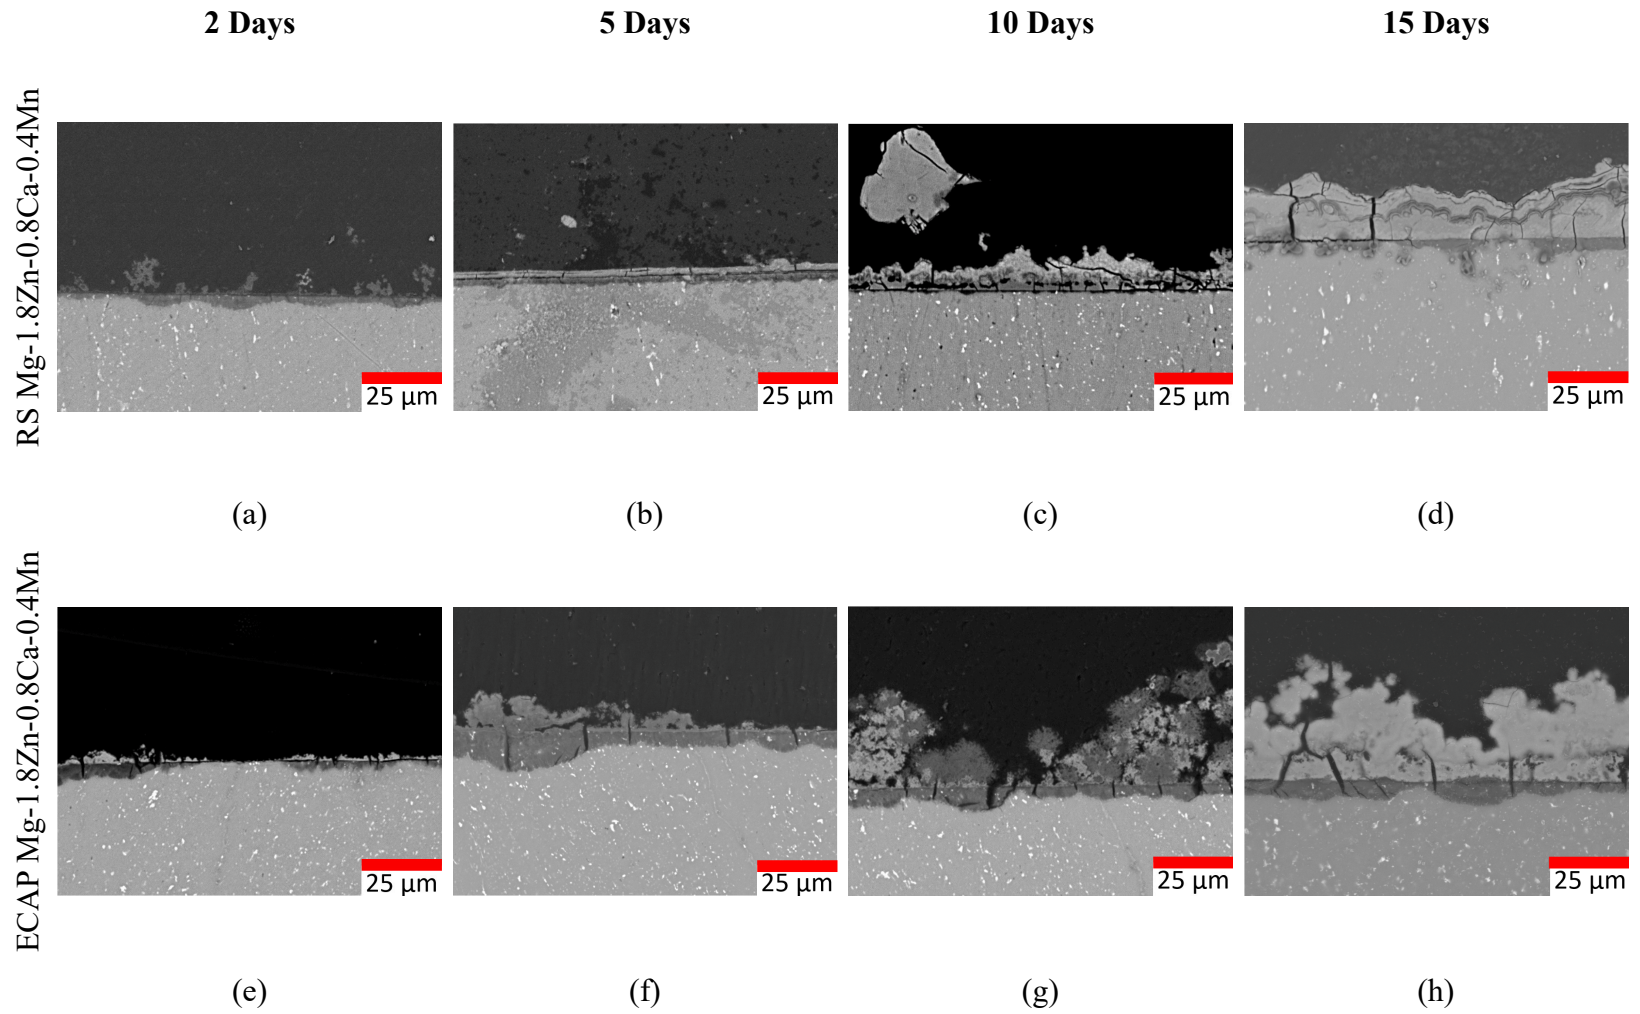 2 Days
5 Days
10 Days
15 Days
RS Mg-1.8Zn-0.8Ca-0.4Mn
25 μm
25 μm
25 μm
25 μm
(a)
(b)
(c)
(d)
ECAP Mg-1.8Zn-0.8Ca-0.4Mn
25 μm
25 μm
25 μm
25 μm
(e)
(f)
(g)
(h)